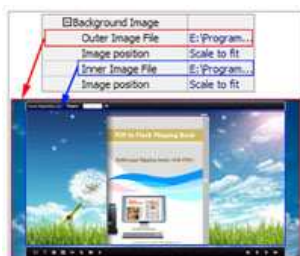 Background Image
Outer Image File E:\Program...
Image position Scale to fit
Inner Image File E:\Program...
Image position Scale to fit
PDF to Flash Flipping Book